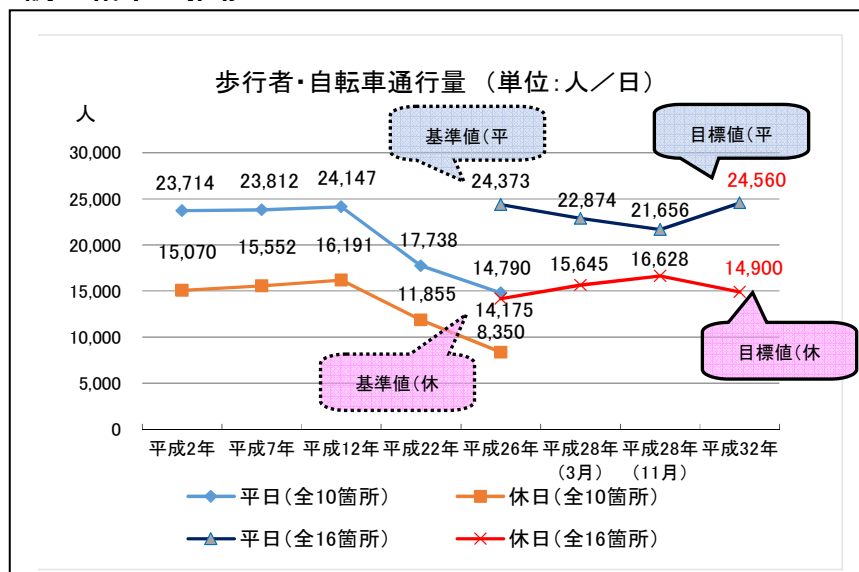 歩行者・自転車通行量 (単位:人/日)
人
基準値(平
目標値(平
30,000
25,000
20,000
15,000
10,000
5,000
0
23,714
23,812
24,147
17,738
14,790
24,373
22,874
21,656
24,560
15,070
15,552
16,191
11,855
8,350
14,175
15,645
16,628
14,900
基準値(休
目標値(休
平成2年
平成7年
平成12年
平成22年
平成26年
平成28年
(3月)
平成28年
(11月)
平成32年
平日(全10箇所)
休日(全10箇所)
平日(全16箇所)
休日(全16箇所)